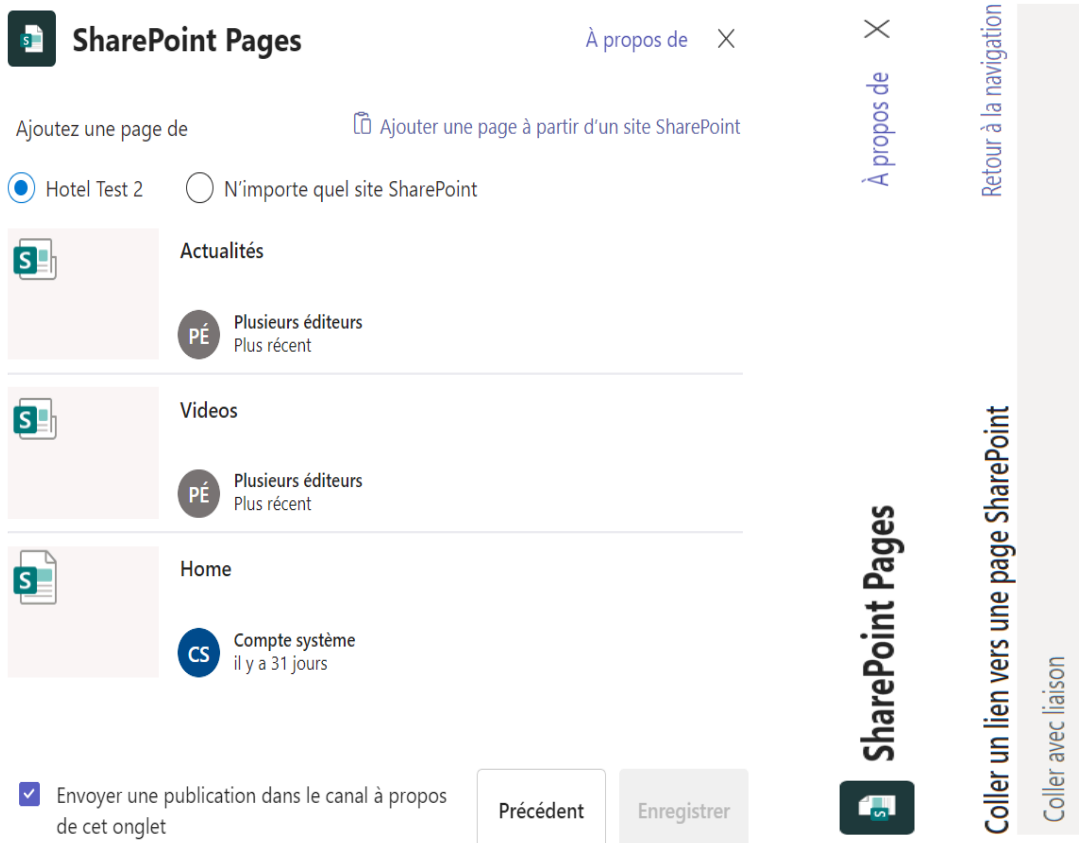 SharePoint Pages
À propos de
Ajoutez une page de
Ajouter une page à partir d'un site SharePoint
Hotel Test 2
N'importe quel site SharePoint
Actualités
PÉ
Plusieurs éditeurs
Plus récent
Videos
PÉ
Plusieurs éditeurs
Plus récent
Home
CS
Compte système
il y a 31 jours
Envoyer une publication dans le canal à propos
de cet onglet
Précédent
Enregistrer
SharePoint Pages
À propos de
Coller un lien vers une page SharePoint
Retour à la navigation
Coller avec liaison